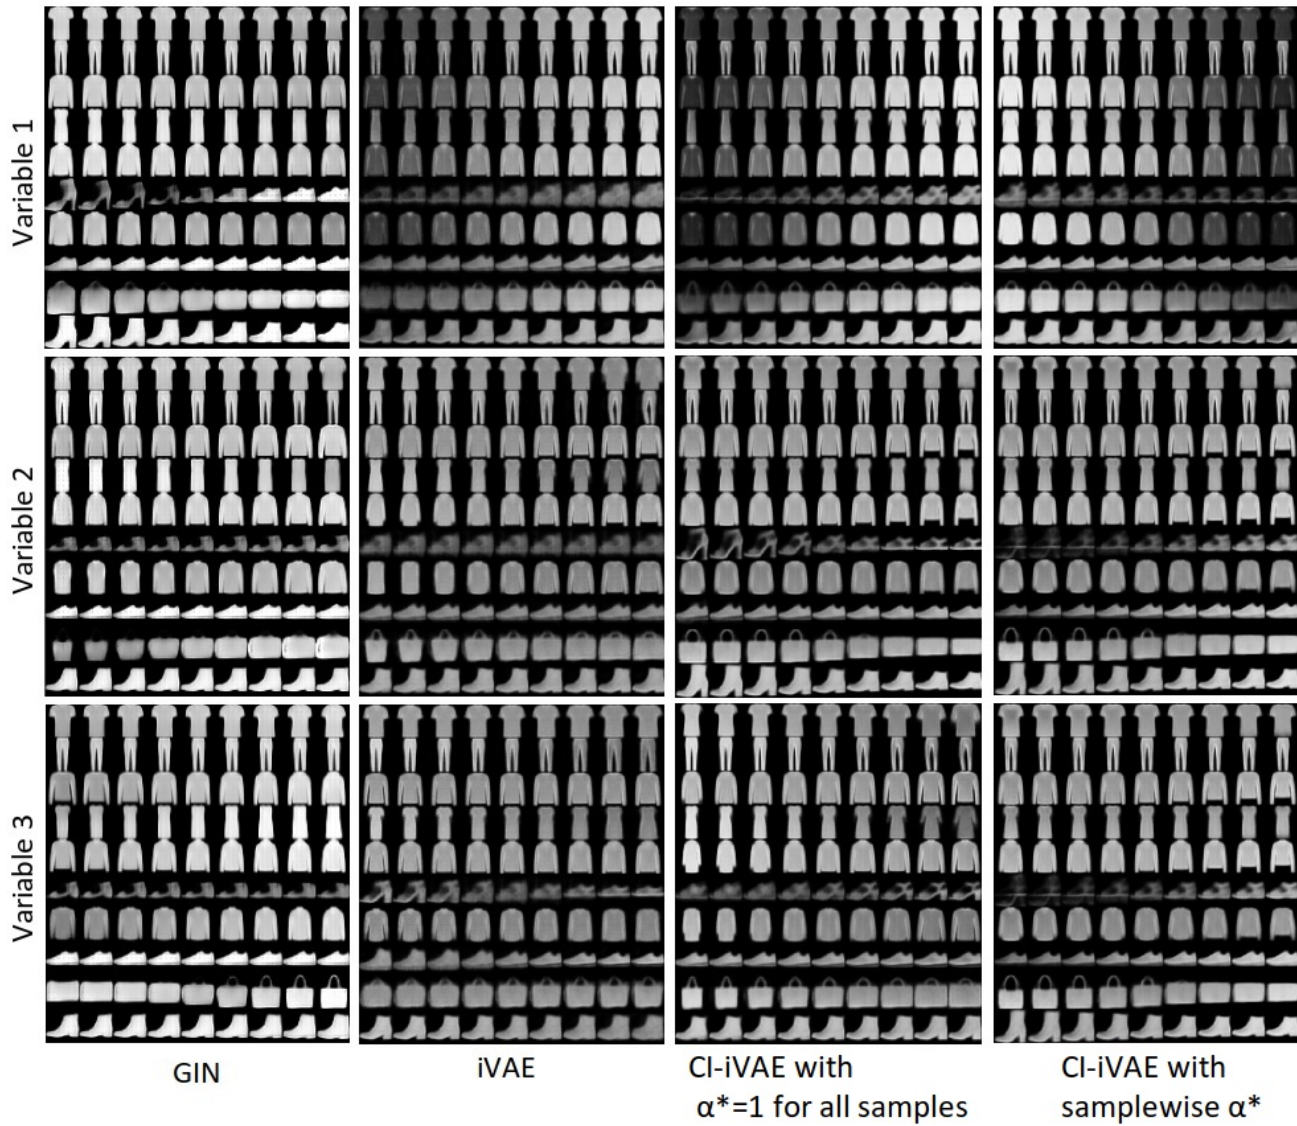 Variable 1
Variable 2
Variable 3
GIN
iVAE
CI-iVAE with
α*=1 for all samples
CI-iVAE with
samplewise α*